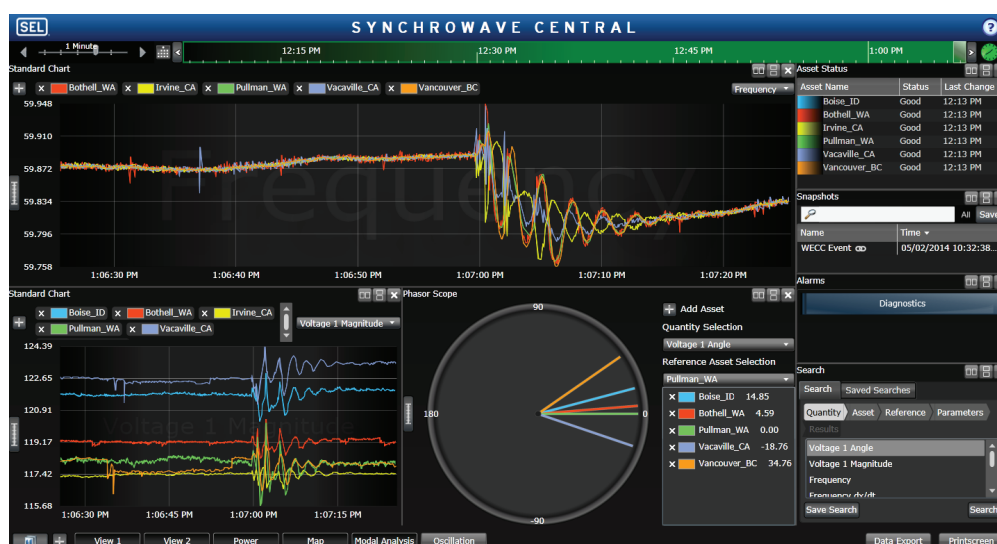 SEL SYNCHROWAVE CENTRAL ?
1 Minute 12:15 PM 12:30 PM 12:45 PM 1:00 PM
Standard Chart
Bothell_WA Irvine_CA Pullman_WA Vacaville_CA Vancouver_BC Frequency
59.948
59.910
59.872
59.834
59.796
59.758
Frequency
1:06:30 PM 1:06:40 PM 1:06:50 PM 1:07:00 PM 1:07:10 PM 1:07:20 PM
Asset Status
Asset Name Status Last Change
Boise_ID Good 12:13 PM
Bothell_WA Good 12:13 PM
Irvine_CA Good 12:13 PM
Pullman_WA Good 12:13 PM
Vacaville_CA Good 12:13 PM
Vancouver_BC Good 12:13 PM
Snapshots
All Save
Name Time
WECC Event 05/02/2014 10:32:38...
Alarms
Diagnostics
Standard Chart
Boise_ID Bothell_WA Irvine_CA
Pullman_WA Vacaville_CA
Voltage 1 Magnitude
124.39
122.65
120.91
119.17
117.42
115.68
Voltage 1 Magnitude
1:06:30 PM 1:06:45 PM 1:07:00 PM 1:07:15 PM
Phasor Scope
90
180 0
-90
Add Asset
Quantity Selection
Voltage 1 Angle
Reference Asset Selection
Pullman_WA
Boise_ID 14.85
Bothell_WA 4.59
Pullman_WA 0.00
Vacaville_CA -18.76
Vancouver_BC 34.76
Search
Search Saved Searches
Quantity Asset Reference Parameters
Results
Voltage 1 Angle
Voltage 1 Magnitude
Frequency
Frequency dv/dt
Save Search Search
View 1 View 2 Power Map Modal Analysis Oscillation Data Export Printscreen